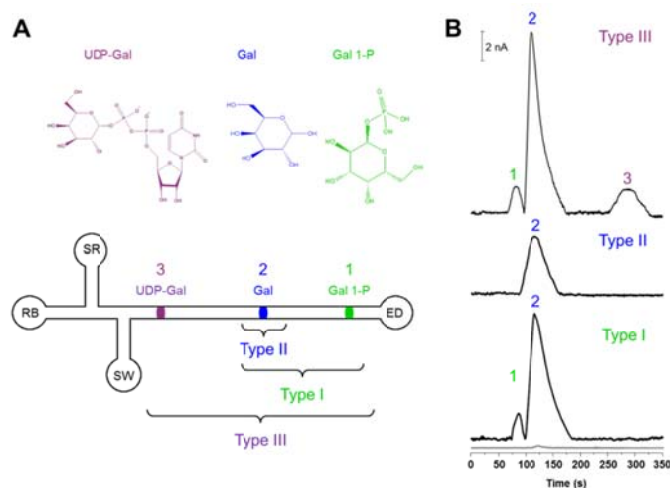 A
UDP-Gal
Gal
Gal 1-P
SR
3
2
1
UDP-Gal
Gal
Gal 1-P
RB
ED
Type II
SW
Type I
Type III
B
2
2 nA
Type III
1
3
2
Type II
2
Type I
1
0 50 100 150 200 250 300 350
Time (s)